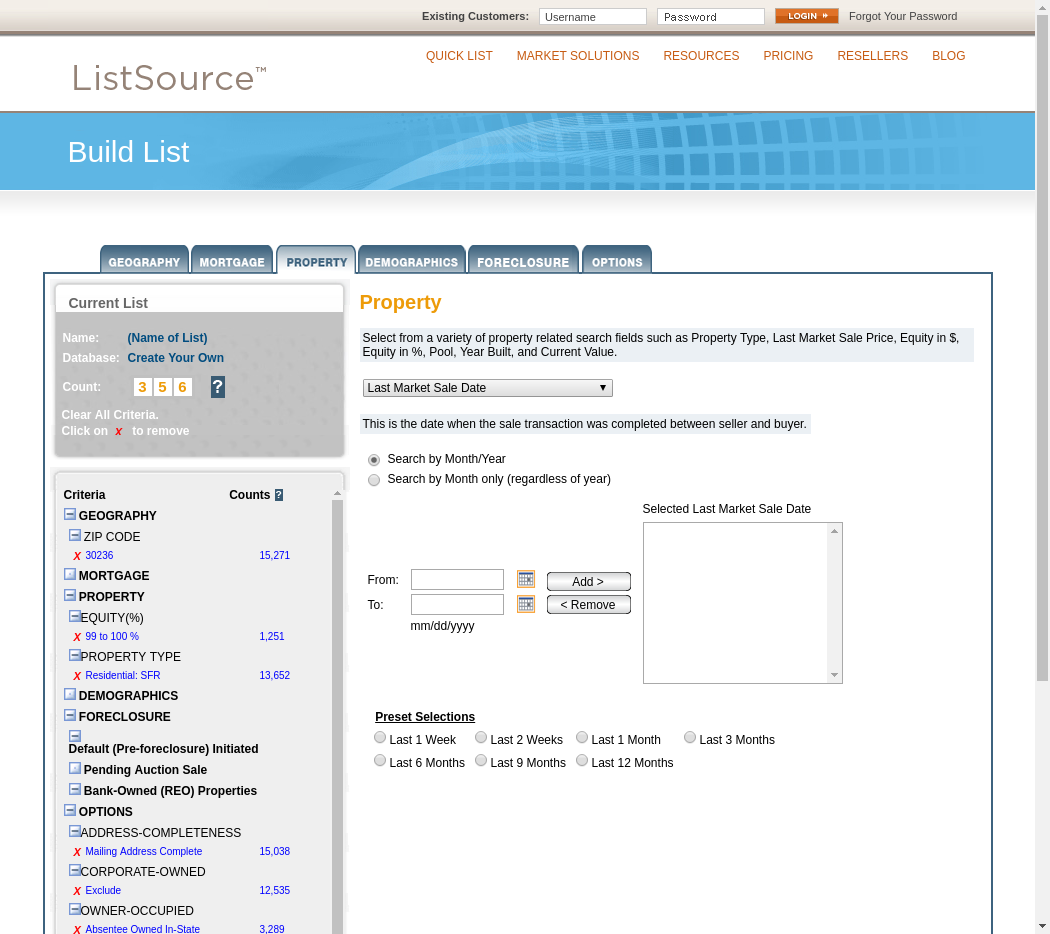 Existing Customers: Username Password LOGIN Forgot Your Password
QUICK LIST MARKET SOLUTIONS RESOURCES PRICING RESELLERS BLOG
ListSource™
Build List
GEOGRAPHY MORTGAGE PROPERTY DEMOGRAPHICS FORECLOSURE OPTIONS
Current List
Name: (Name of List)
Database: Create Your Own
Count: 3 5 6 ?
Clear All Criteria.
Click on x to remove
Criteria Counts ?
GEOGRAPHY
ZIP CODE
X 30236 15,271
MORTGAGE
PROPERTY
EQUITY(%)
X 99 to 100 % 1,251
PROPERTY TYPE
X Residential: SFR 13,652
DEMOGRAPHICS
FORECLOSURE
Default (Pre-foreclosure) Initiated
Pending Auction Sale
Bank-Owned (REO) Properties
OPTIONS
ADDRESS-COMPLETENESS
X Mailing Address Complete 15,038
CORPORATE-OWNED
X Exclude 12,535
OWNER-OCCUPIED
X Absentee Owned In-State 3,289
Property
Select from a variety of property related search fields such as Property Type, Last Market Sale Price, Equity in $,
Equity in %, Pool, Year Built, and Current Value.
Last Market Sale Date
This is the date when the sale transaction was completed between seller and buyer.
Search by Month/Year
Search by Month only (regardless of year)
Selected Last Market Sale Date
From: Add >
To: < Remove
mm/dd/yyyy
Preset Selections
Last 1 Week Last 2 Weeks Last 1 Month Last 3 Months
Last 6 Months Last 9 Months Last 12 Months